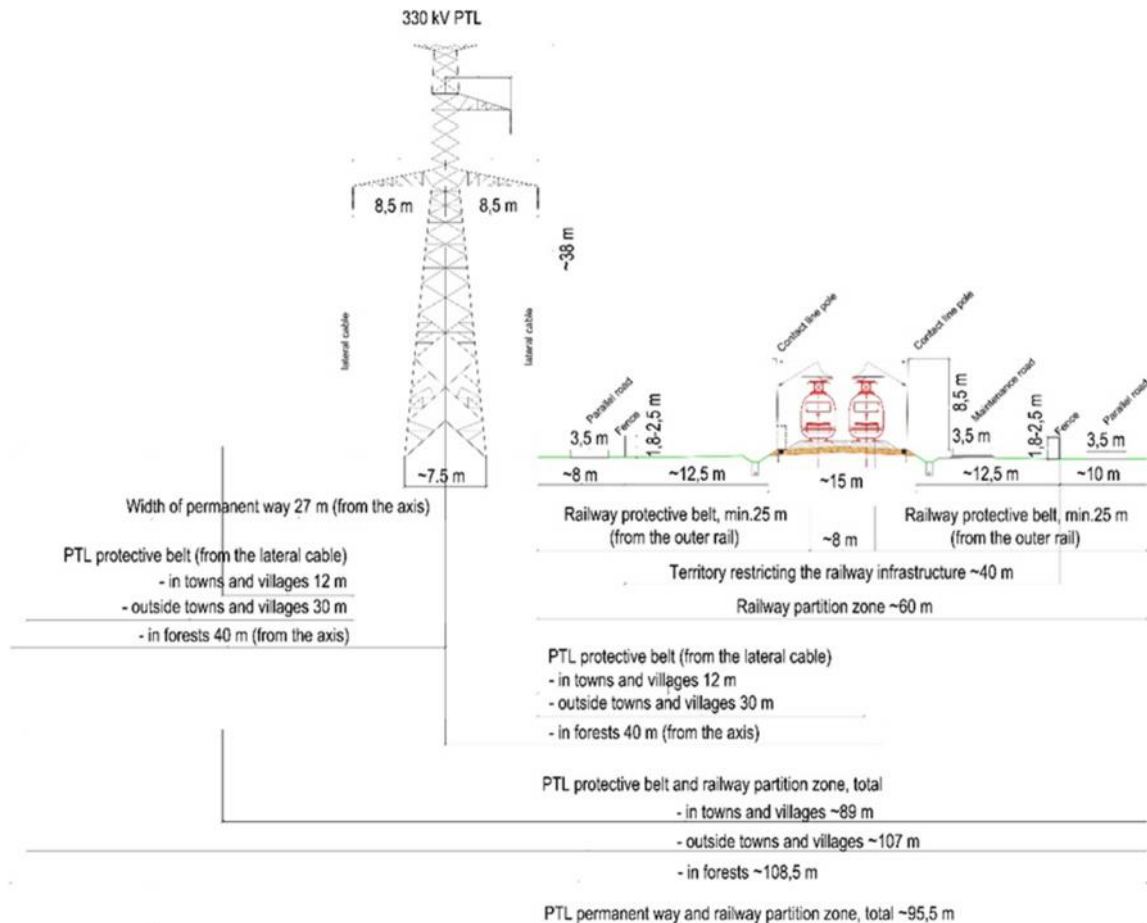 330 kV PTL
8,5 m
8,5 m
~38 m
lateral cable
lateral cable
Contact line pole
Contact line pole
Parallel road
Fence
1,8-2,5 m
8,5 m
Maintenance road
1,8-2,5 m
Fence
Parallel road
3,5 m
3,5 m
3,5 m
~7.5 m
~8 m
~12,5 m
~15 m
~12,5 m
~10 m
Width of permanent way 27 m (from the axis)
Railway protective belt, min.25 m
(from the outer rail)
~8 m
Railway protective belt, min.25 m
(from the outer rail)
PTL protective belt (from the lateral cable)
- in towns and villages 12 m
- outside towns and villages 30 m
- in forests 40 m (from the axis)
Territory restricting the railway infrastructure ~40 m
Railway partition zone ~60 m
PTL protective belt (from the lateral cable)
- in towns and villages 12 m
- outside towns and villages 30 m
- in forests 40 m (from the axis)
PTL protective belt and railway partition zone, total
- in towns and villages ~89 m
- outside towns and villages ~107 m
- in forests ~108,5 m
PTL permanent way and railway partition zone, total ~95,5 m